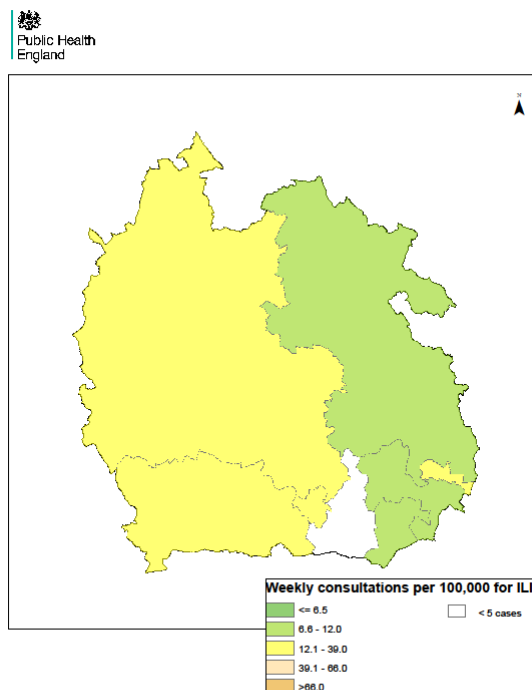 Public Health
England
N
Weekly consultations per 100,000 for ILI
<= 6.5
< 5 cases
6.6 - 12.0
12.1 - 39.0
39.1 - 66.0
>66.0